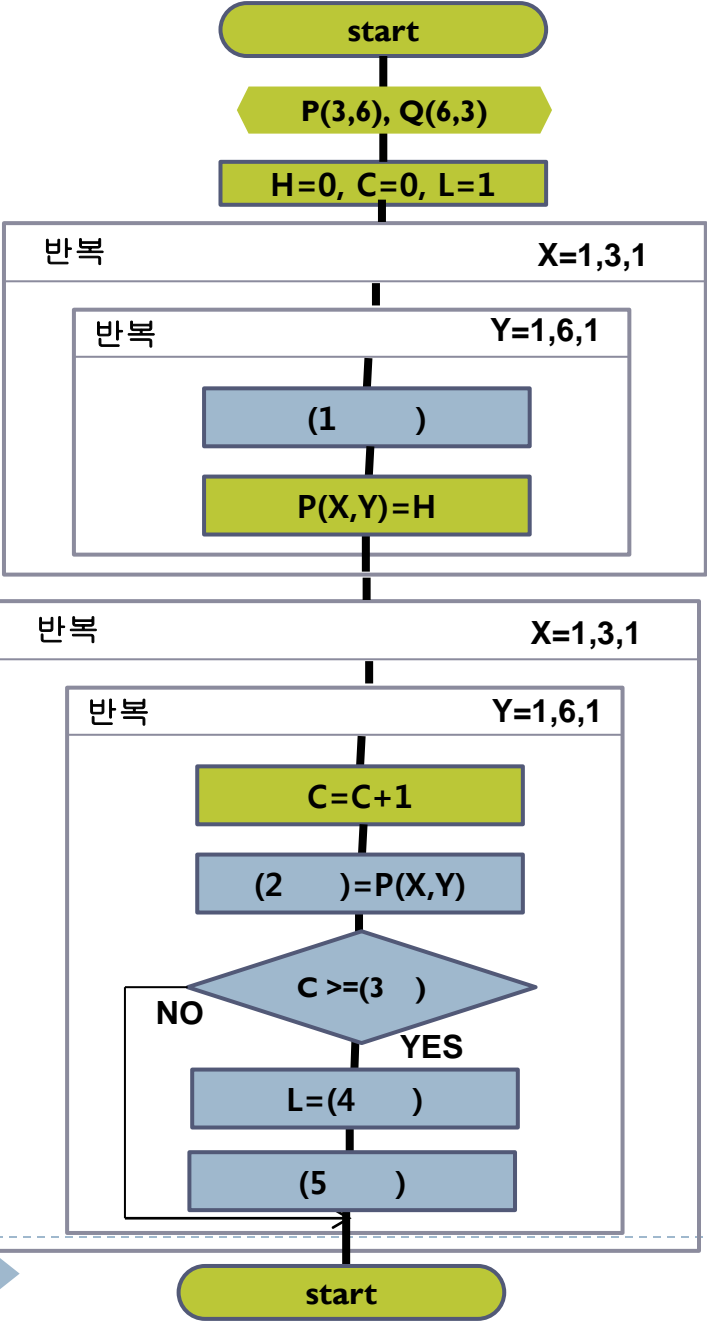 start
P(3,6), Q(6,3)
H=0, C=0, L=1
반복 X=1,3,1
반복 Y=1,6,1
(1 )
P(X,Y)=H
반복 X=1,3,1
반복 Y=1,6,1
C=C+1
(2 )=P(X,Y)
C >=(3 )
NO
YES
L=(4 )
(5 )
start